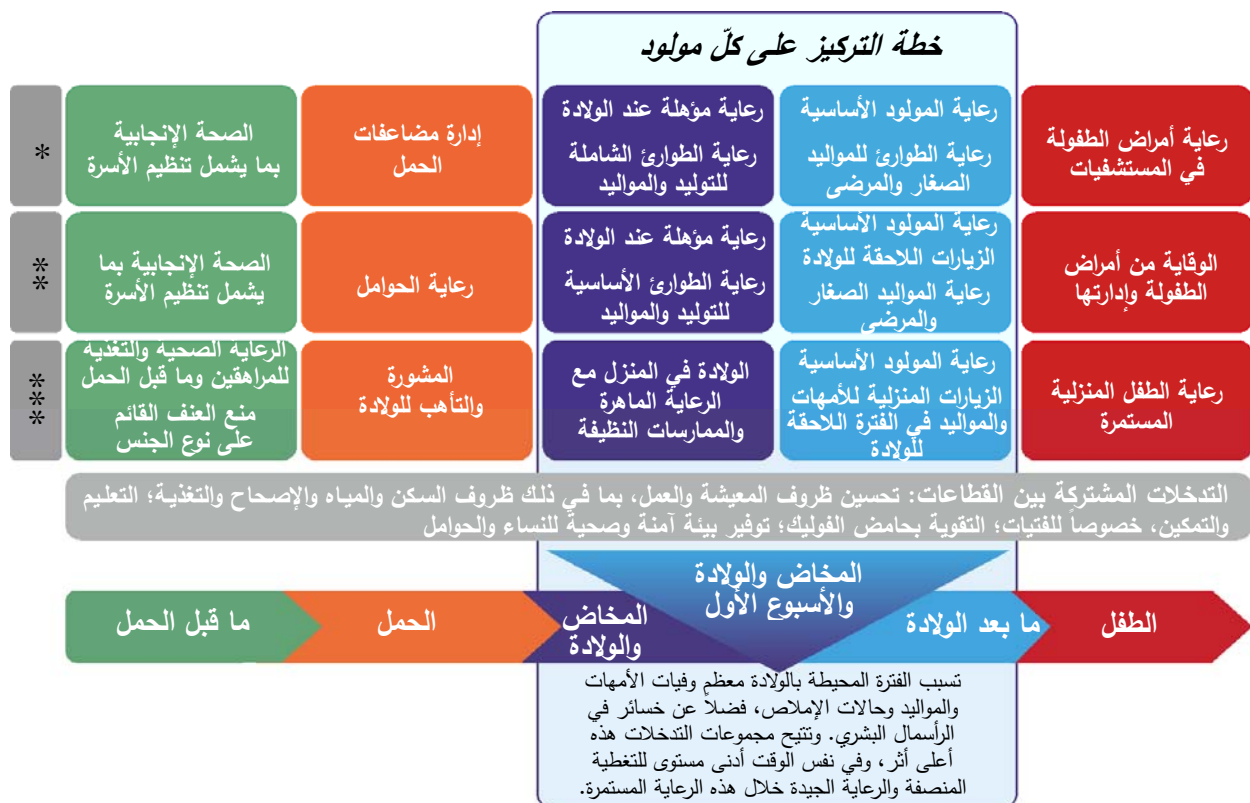 خطة التركيز على كلّ مولود
رعاية أمراض الطفولة
في المستشفيات
رعاية المولود الأساسية
رعاية الطوارئ للمواليد
الصغار والمرضى
رعاية مؤهلة عند الولادة
رعاية الطوارئ الشاملة
للتوليد والمواليد
إدارة مضاعفات
الحمل
الصحة الإنجابية
بما يشمل تنظيم الأسرة
*
الوقاية من أمراض
الطفولة وإدارتها
رعاية المولود الأساسية
الزيارات اللاحقة للولادة
رعاية المواليد الصغار
والمرضى
رعاية مؤهلة عند الولادة
رعاية الطوارئ الأساسية
للتوليد والمواليد
رعاية الحوامل
الصحة الإنجابية بما
يشمل تنظيم الأسرة
**
رعاية الطفل المنزلية
المستمرة
رعاية المولود الأساسية
الزيارات المنزلية للأمهات
والمواليد في الفترة اللاحقة
للولادة
الولادة في المنزل مع
الرعاية الماهرة
والممارسات النظيفة
المشورة
والتأهب للولادة
الرعاية الصحية والتغذية
للمراهقين وما قبل الحمل
منع العنف القائم
على نوع الجنس
***
التدخلات المشتركة بين القطاعات: تحسين ظروف المعيشة والعمل، بما في ذلك ظروف السكن والمياه والإصحاح والتغذية؛ التعليم
والتمكين، خصوصاً للفتيات؛ التقوية بحامض الفوليك؛ توفير بيئة آمنة وصحية للنساء والحوامل
المخاض والولادة
والأسبوع الأول
الطفل
ما بعد الولادة
المخاض
والولادة
الحمل
ما قبل الحمل
تسبب الفترة المحيطة بالولادة معظم وفيات الأمهات
والمواليد وحالات الإملاص، فضلاً عن خسائر في
الرأسمال البشري. وتتيح مجموعات التدخلات هذه
أعلى أثر، وفي نفس الوقت أدنى مستوى للتغطية
المنصفة والرعاية الجيدة خلال هذه الرعاية المستمرة.